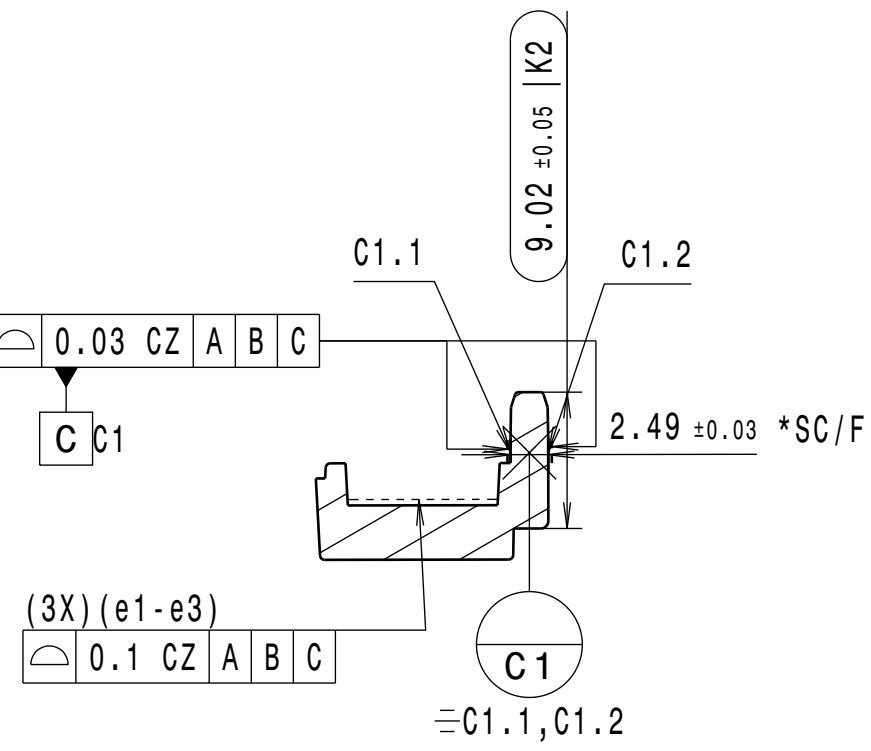 9.02 ±0.05 |K2
C1.1
C1.2
⌓ 0.03 CZ A B C
C C1
2.49 ±0.03 *SC/F
(3X)(e1-e3)
⌓ 0.1 CZ A B C
C1
⌯C1.1,C1.2